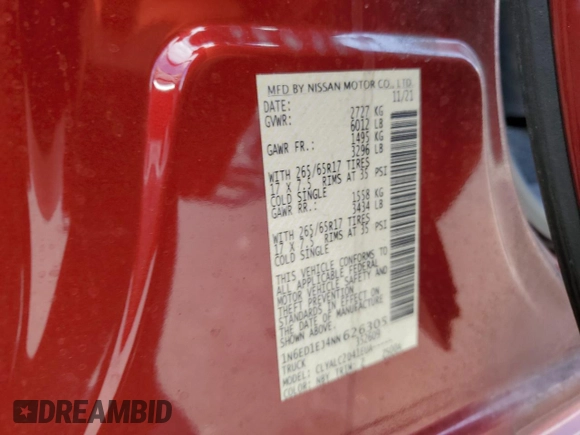 MFD BY NISSAN MOTOR CO., LTD.
DATE: 11/21
GVWR: 2727 KG
6012 LB
GAWR FR.: 1495 KG
3296 LB
WITH 265/65R17 TIRES
17 X 7.5 RIMS AT 35 PSI
COLD SINGLE
GAWR RR.: 1558 KG
3434 LB
WITH 265/65R17 TIRES
17 X 7.5 RIMS AT 35 PSI
COLD SINGLE
THIS VEHICLE CONFORMS TO
ALL APPLICABLE FEDERAL
MOTOR VEHICLE SAFETY AND
THEFT PREVENTION
STANDARDS IN EFFECT ON
THE DATE OF MANUFACTURE
SHOWN ABOVE.
1N6ED1EJ4NN626305
TRUCK
MODEL:
COLOR: NBY TRIM:
DREAMBID